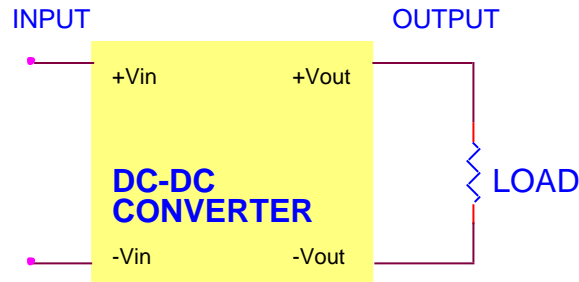 INPUT
OUTPUT
+Vin
+Vout
DC-DC
CONVERTER
LOAD
-Vin
-Vout